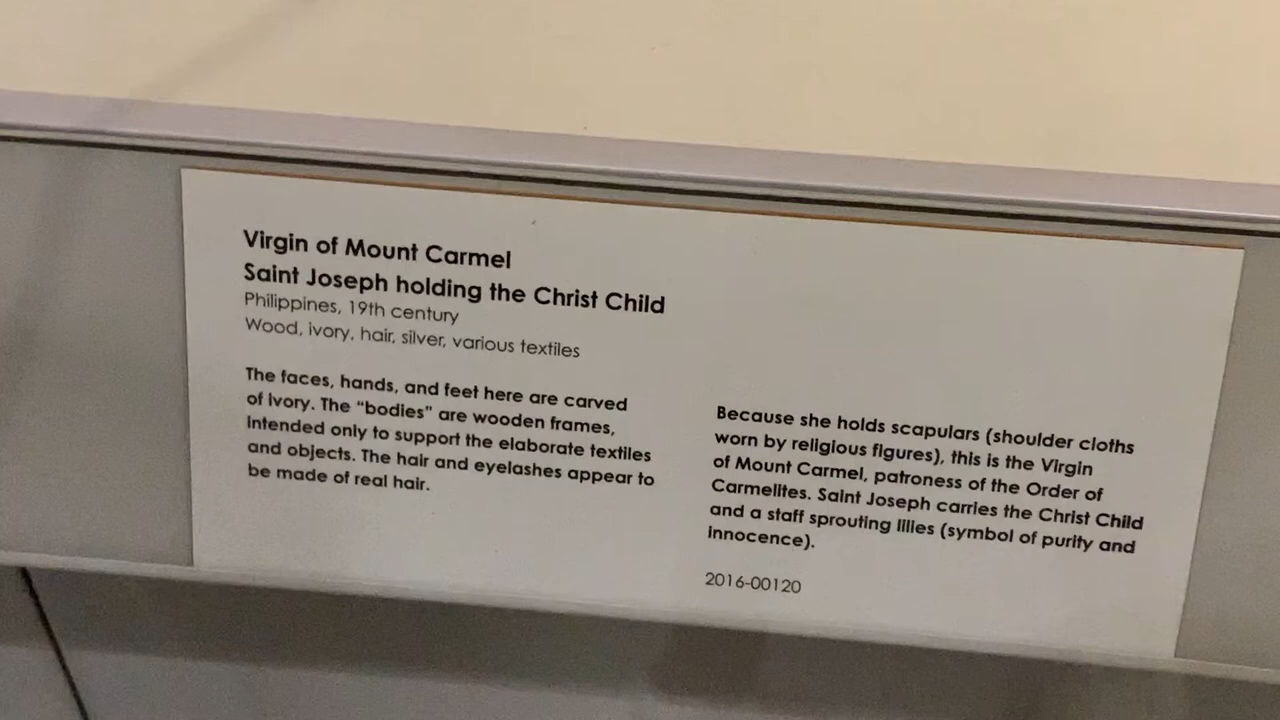 Virgin of Mount Carmel
Saint Joseph holding the Christ Child
Philippines, 19th century
Wood, ivory, hair, silver, various textiles
The faces, hands, and feet here are carved
of ivory. The “bodies” are wooden frames,
intended only to support the elaborate textiles
and objects. The hair and eyelashes appear to
be made of real hair.
Because she holds scapulars (shoulder cloths
worn by religious figures), this is the Virgin
of Mount Carmel, patroness of the Order of
Carmelites. Saint Joseph carries the Christ Child
and a staff sprouting lilies (symbol of purity and
innocence).
2016-00120